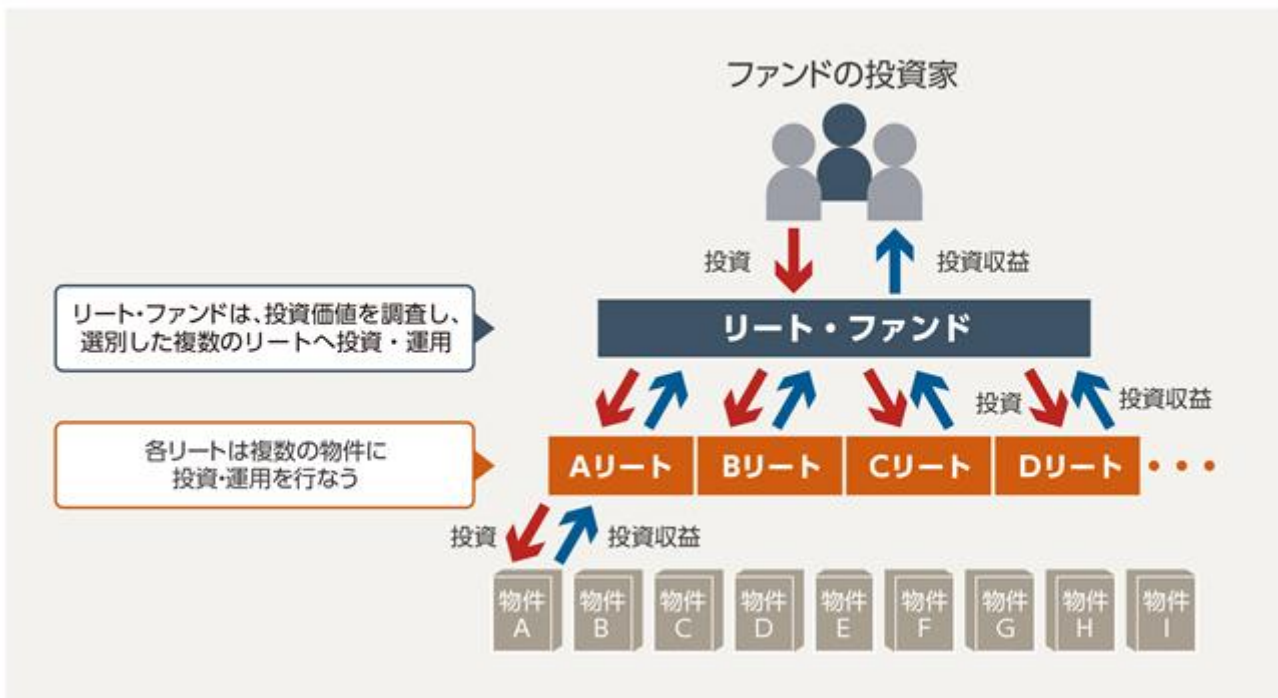 ファンドの投資家
投資
投資収益
リート・ファンドは、投資価値を調査し、
選別した複数のリートへ投資・運用
リート・ファンド
投資
投資収益
各リートは複数の物件に
投資・運用を行なう
Aリート
Bリート
Cリート
Dリート
・・・
投資
投資収益
物件
A
物件
B
物件
C
物件
D
物件
E
物件
F
物件
G
物件
H
物件
I